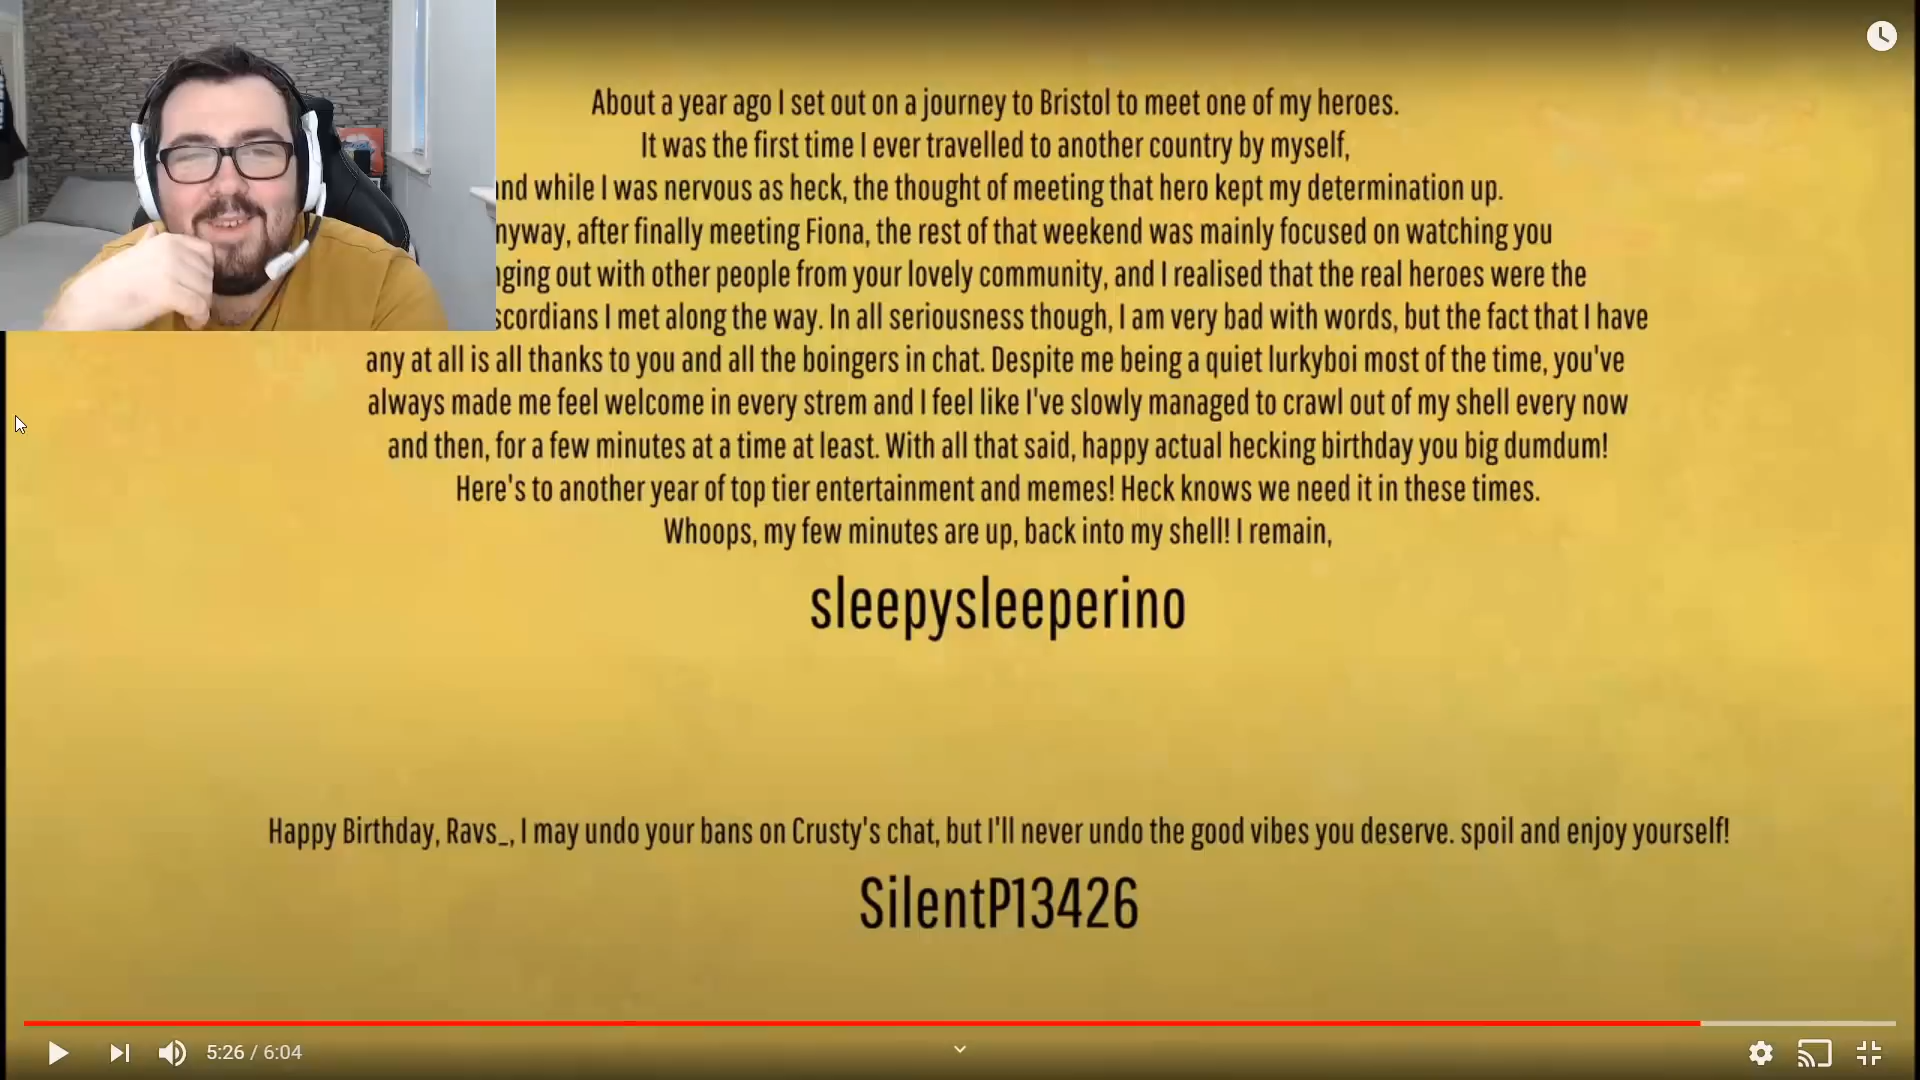 About a year ago I set out on a journey to Bristol to meet one of my heroes.
It was the first time I ever travelled to another country by myself,
while I was nervous as heck, the thought of meeting that hero kept my determination up.
after finally meeting Fiona, the rest of that weekend was mainly focused on watching you
out with other people from your lovely community, and I realised that the real heroes were the
I met along the way. In all seriousness though, I am very bad with words, but the fact that I have
any at all is all thanks to you and all the boingers in chat. Despite me being a quiet lurkyboi most of the time, you've
always made me feel welcome in every strem and I feel like I've slowly managed to crawl out of my shell every now
and then, for a few minutes at a time at least. With all that said, happy actual hecking birthday you big dumdum!
Here's to another year of top tier entertainment and memes! Heck knows we need it in these times.
Whoops, my few minutes are up, back into my shell! I remain,
sleepysleeperino
Happy Birthday, Ravs_, I may undo your bans on Crusty's chat, but I'll never undo the good vibes you deserve. spoil and enjoy yourself!
SilentP13426
5:26 / 6:04